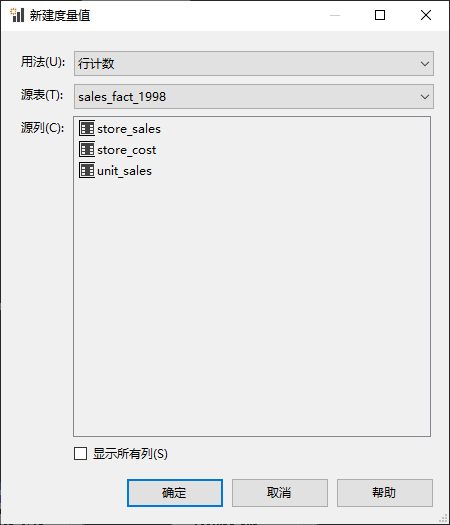 新建度量值
用法(U): 行计数
源表(T): sales_fact_1998
源列(C): store_sales
store_cost
unit_sales
显示所有列(S)
确定 取消 帮助